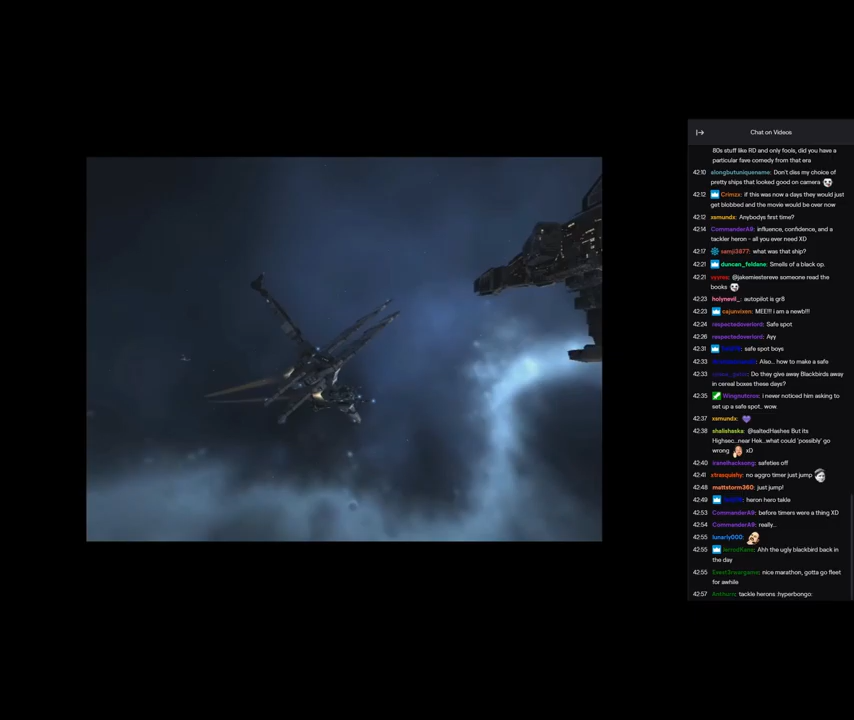 Chat on Videos
80s stuff like RD and only fools, did you have a
particular fave comedy from that
era
42:10 alongbutuniquename: Don't diss my choice of
pretty ships that looked good on camera
42:12 Crimzx: if this was now a days they would just
get blobbed and the movie would be over now
42:12 xsmundx: Anybodys first time?
42:14 CommanderA9: influence, confidence, and a
tackler heron - all you ever need XD
42:17 samji3877: what was that ship?
42:21 duncan_feldane: Smells of a black op.
42:21 @jakemiestereve someone read the
books
42:23 holynevil_: autopilot is gr8
42:23 cajunvixen: MEE!!! i am a newb!!!
42:24 respectedoverlord: Safe spot
42:26 respectedoverlord: Ayy
42:31 safe spot boys
42:33 Also... how to make a safe
42:33 Do they give away Blackbirds away
in cereal boxes these days?
42:35 Wingnuteros: i never noticed him asking to
set up a safe spot.. wow.
42:37 xsmundx:
42:38 shalishaska: @saltedHashes But its
Highsec...near Hek...what could 'possibly' go
wrong xD
42:40 safeties off
42:41 xtrasquishy: no aggro timer just jump
42:48 mattstorm360: just jump!
42:49 heron hero takle
42:53 CommanderA9: before timers were a thing XD
42:54 CommanderA9: really..
42:55 lunarly000:
42:55 JarredKane: Ahh the ugly blackbird back in
the day
42:55 nice marathon, gotta go fleet
for awhile
42:57 tackle herons :hyperbongo: